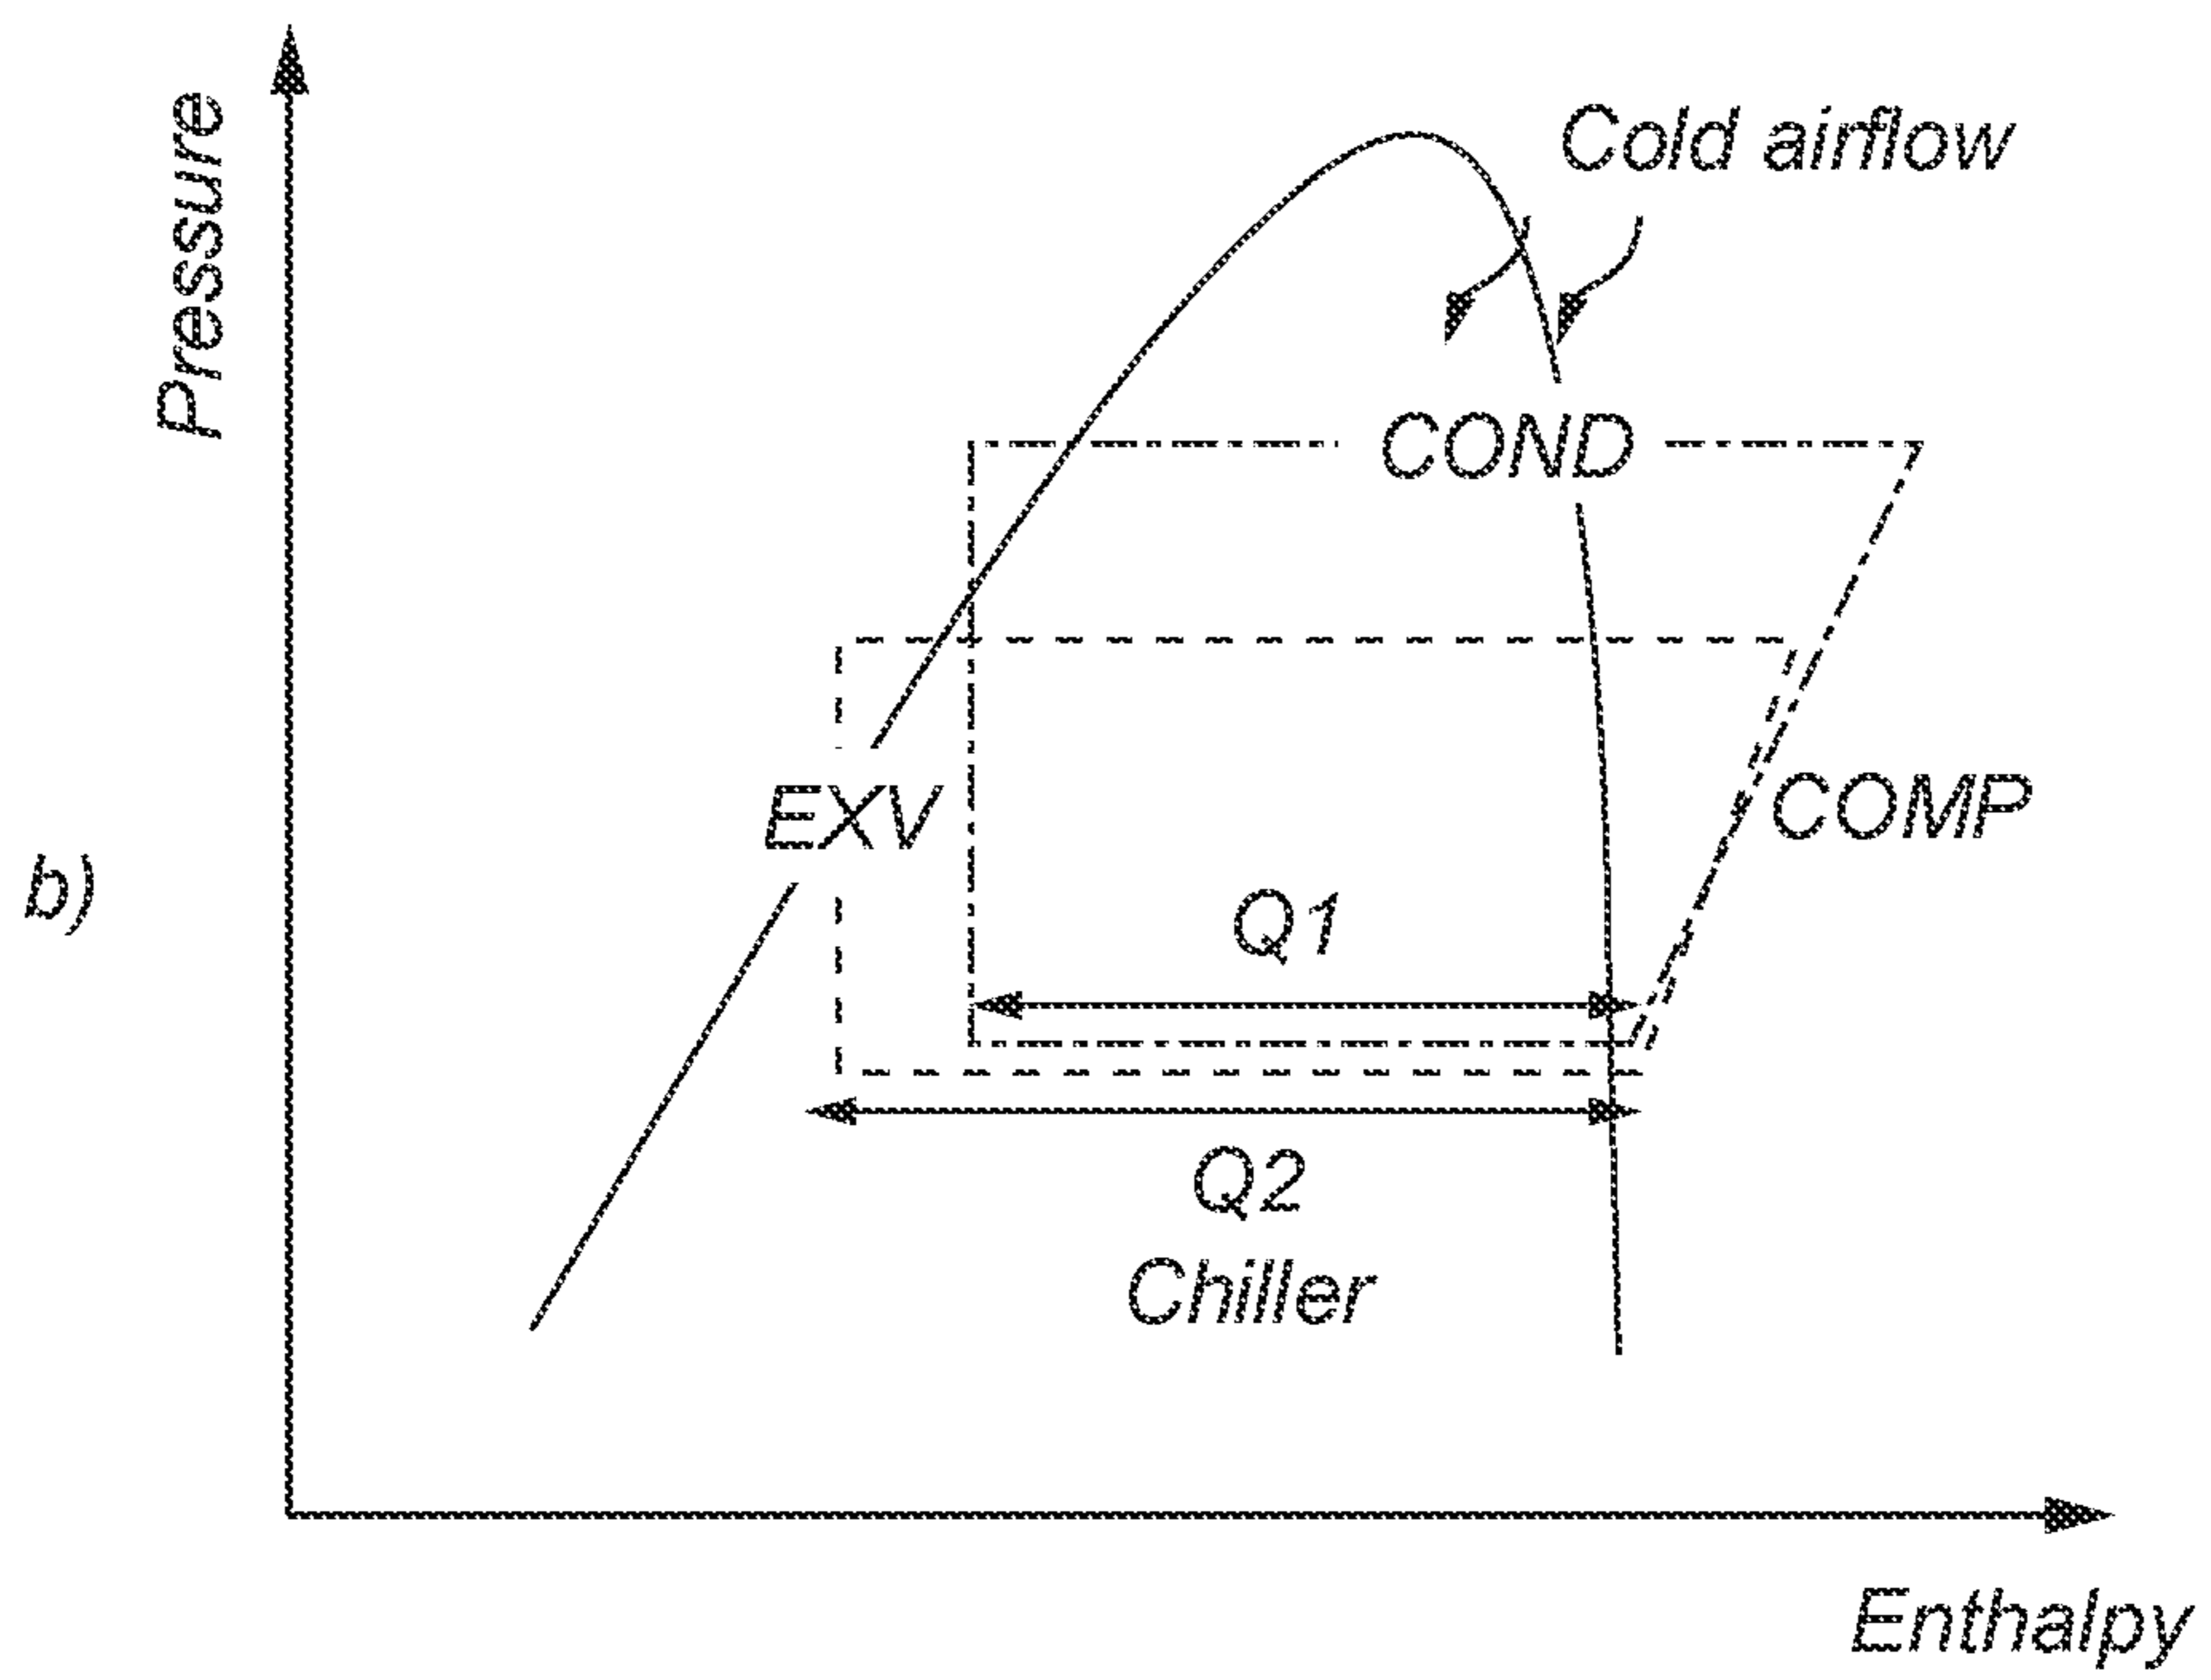 Pressure
Cold airflow
COND
EXV
COMP
b)
Q1
Q2
Chiller
Enthalpy